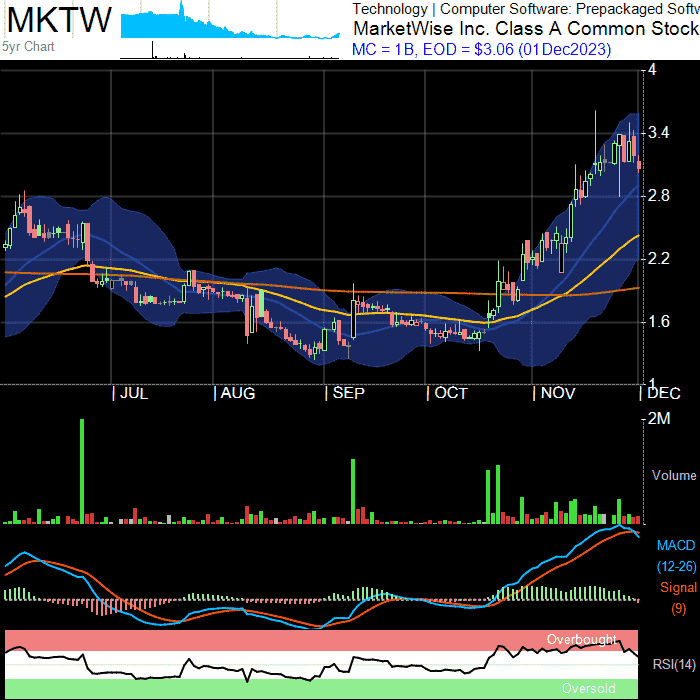 MKTW
Technology | Computer Software: Prepackaged Softw
MarketWise Inc. Class A Common Stock
5yr Chart
MC = 1B, EOD = $3.06 (01Dec2023)
4
3.4
2.8
2.2
1.6
1
| JUL | AUG | SEP | OCT | NOV | DEC
2M
Volume
MACD
(12-26)
Signal
(9)
Overbought
RSI(14)
Oversold